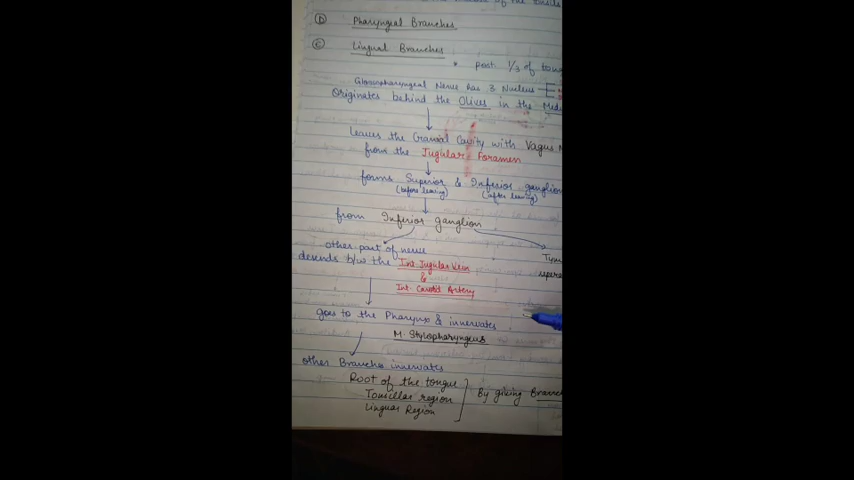 (D) Pharyngeal Branches
(E) Lingual Branches
* post 1/3 of
Glossopharyngeal Nerve has 3 Nucleus
Originates behind the Olives in the Med
Leaves the Cranial Cavity with Vagus N
from the Jugular Foramen
forms Superior & Inferior ganglion
(before leaving) (after leaving)
from Inferior ganglion
other part of nerve
desends b/w the Int. Jugular Vein
&
Int. Carotid Artery
goes to the Pharynx & innervates
M. Stylopharyngeus
other Branches innervates
Root of the tongue
Tonsillar region
Lingual Region
By giving Branch